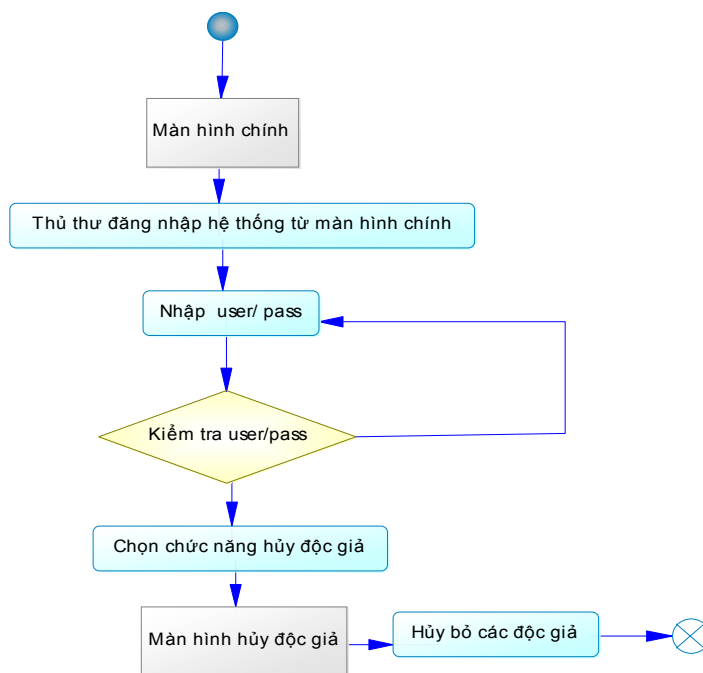 Màn hình chính
Thủ thư đăng nhập hệ thống từ màn hình chính
Nhập user/ pass
Kiểm tra user/pass
Chọn chức năng hủy độc giả
Màn hình hủy độc giả
Hủy bỏ các độc giả